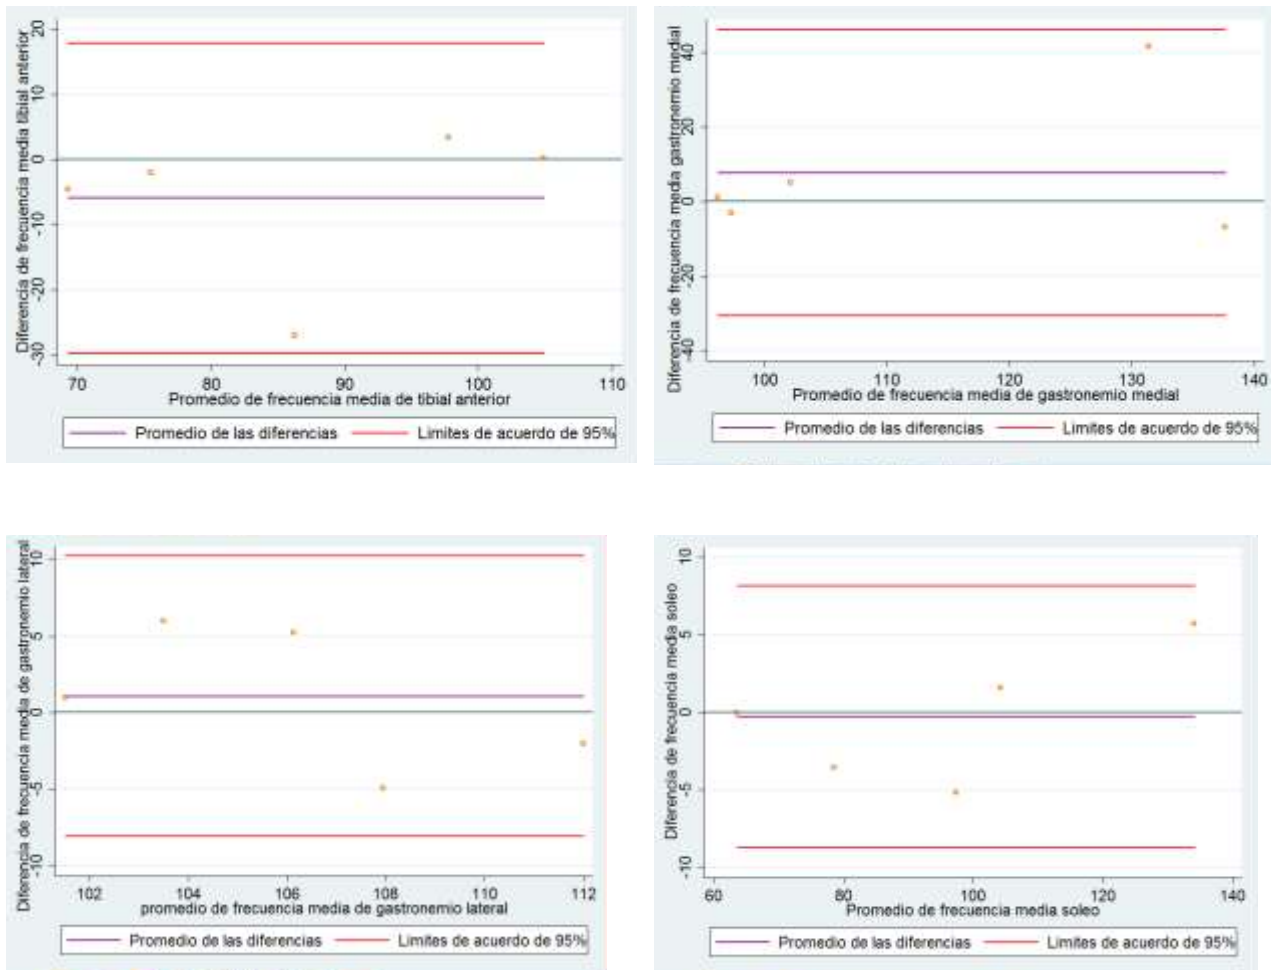 Diferencia de frecuencia media tibial anterior
20
10
0
-10
-20
-30
70 80 90 100 110
Promedio de frecuencia media de tibial anterior
Promedio de las diferencias Limites de acuerdo de 95%
Diferencia de frecuencia media gastronemio medial
40
20
0
-20
-40
100 110 120 130 140
Promedio de frecuencia media de gastronemio medial
Promedio de las diferencias Limites de acuerdo de 95%
Diferencia de frecuencia media de gastronemio lateral
10
5
0
-5
-10
102 104 106 108 110 112
promedio de frecuencia media de gastronemio lateral
Promedio de las diferencias Limites de acuerdo de 95%
Diferencia de frecuencia media soleo
10
5
0
-5
-10
60 80 100 120 140
Promedio de frecuencia media soleo
Promedio de las diferencias Limites de acuerdo de 95%